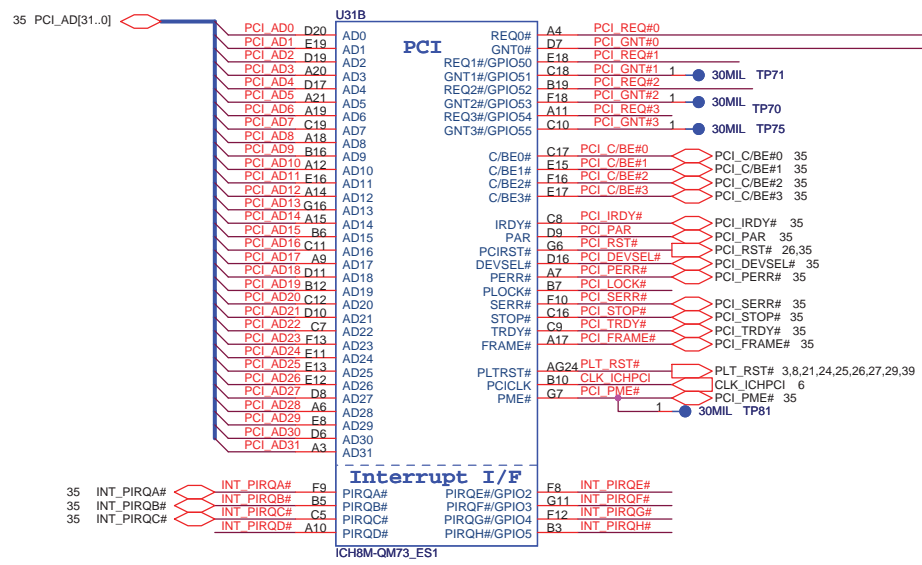 U31B
35 PCI_AD[31..0]
PCI
PCI_AD0 D20 AD0 REQ0# A4 PCI_REQ#0
PCI_AD1 E19 AD1 GNT0# D7 PCI_GNT#0
PCI_AD2 D19 AD2 REQ1#/GPIO50 E18 PCI_REQ#1
PCI_AD3 A20 AD3 GNT1#/GPIO51 C18 PCI_GNT#1 1 30MIL TP71
PCI_AD4 D17 AD4 REQ2#/GPIO52 B19 PCI_REQ#2
PCI_AD5 A21 AD5 GNT2#/GPIO53 F18 PCI_GNT#2 1 30MIL TP70
PCI_AD6 A19 AD6 REQ3#/GPIO54 A11 PCI_REQ#3
PCI_AD7 C19 AD7 GNT3#/GPIO55 C10 PCI_GNT#3 1 30MIL TP75
PCI_AD8 A18 AD8
PCI_AD9 B16 AD9 C/BE0# C17 PCI_C/BE#0 PCI_C/BE#0 35
PCI_AD10 A12 AD10 C/BE1# E15 PCI_C/BE#1 PCI_C/BE#1 35
PCI_AD11 E16 AD11 C/BE2# F16 PCI_C/BE#2 PCI_C/BE#2 35
PCI_AD12 A14 AD12 C/BE3# E17 PCI_C/BE#3 PCI_C/BE#3 35
PCI_AD13 G16 AD13
PCI_AD14 A15 AD14 IRDY# C8 PCI_IRDY# PCI_IRDY# 35
PCI_AD15 B6 AD15 PAR D9 PCI_PAR PCI_PAR 35
PCI_AD16 C11 AD16 PCIRST# G6 PCI_RST# PCI_RST# 26,35
PCI_AD17 A9 AD17 DEVSEL# D16 PCI_DEVSEL# PCI_DEVSEL# 35
PCI_AD18 D11 AD18 PERR# A7 PCI_PERR# PCI_PERR# 35
PCI_AD19 B12 AD19 PLOCK# B7 PCI_LOCK#
PCI_AD20 C12 AD20 SERR# F10 PCI_SERR# PCI_SERR# 35
PCI_AD21 D10 AD21 STOP# C16 PCI_STOP# PCI_STOP# 35
PCI_AD22 C7 AD22 TRDY# C9 PCI_TRDY# PCI_TRDY# 35
PCI_AD23 F13 AD23 FRAME# A17 PCI_FRAME# PCI_FRAME# 35
PCI_AD24 E11 AD24
PCI_AD25 E13 AD25 PLTRST# AG24 PLT_RST# PLT_RST# 3,8,21,24,25,26,27,29,39
PCI_AD26 E12 AD26 PCICLK B10 CLK_ICHPCI CLK_ICHPCI 6
PCI_AD27 D8 AD27 PME# G7 PCI_PME# PCI_PME# 35
PCI_AD28 A6 AD28 1 30MIL TP81
PCI_AD29 E8 AD29
PCI_AD30 D6 AD30
PCI_AD31 A3 AD31
Interrupt I/F
35 INT_PIRQA# INT_PIRQA# F9 PIRQA# PIRQE#/GPIO2 F8 INT_PIRQE#
35 INT_PIRQB# INT_PIRQB# B5 PIRQB# PIRQF#/GPIO3 G11 INT_PIRQF#
35 INT_PIRQC# INT_PIRQC# C5 PIRQC# PIRQG#/GPIO4 F12 INT_PIRQG#
INT_PIRQD# A10 PIRQD# PIRQH#/GPIO5 B3 INT_PIRQH#
ICH8M-QM73_ES1